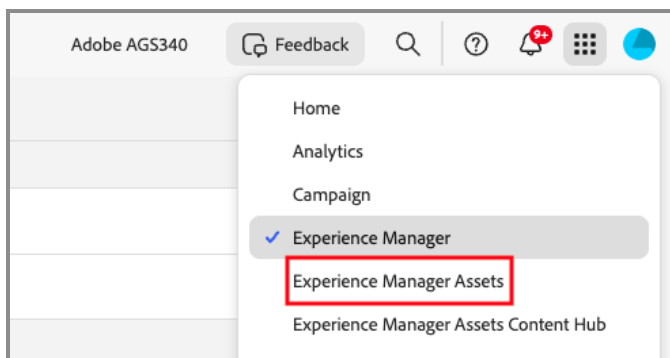 Adobe AGS340 Feedback 9+
Home
Analytics
Campaign
Experience Manager
Experience Manager Assets
Experience Manager Assets Content Hub